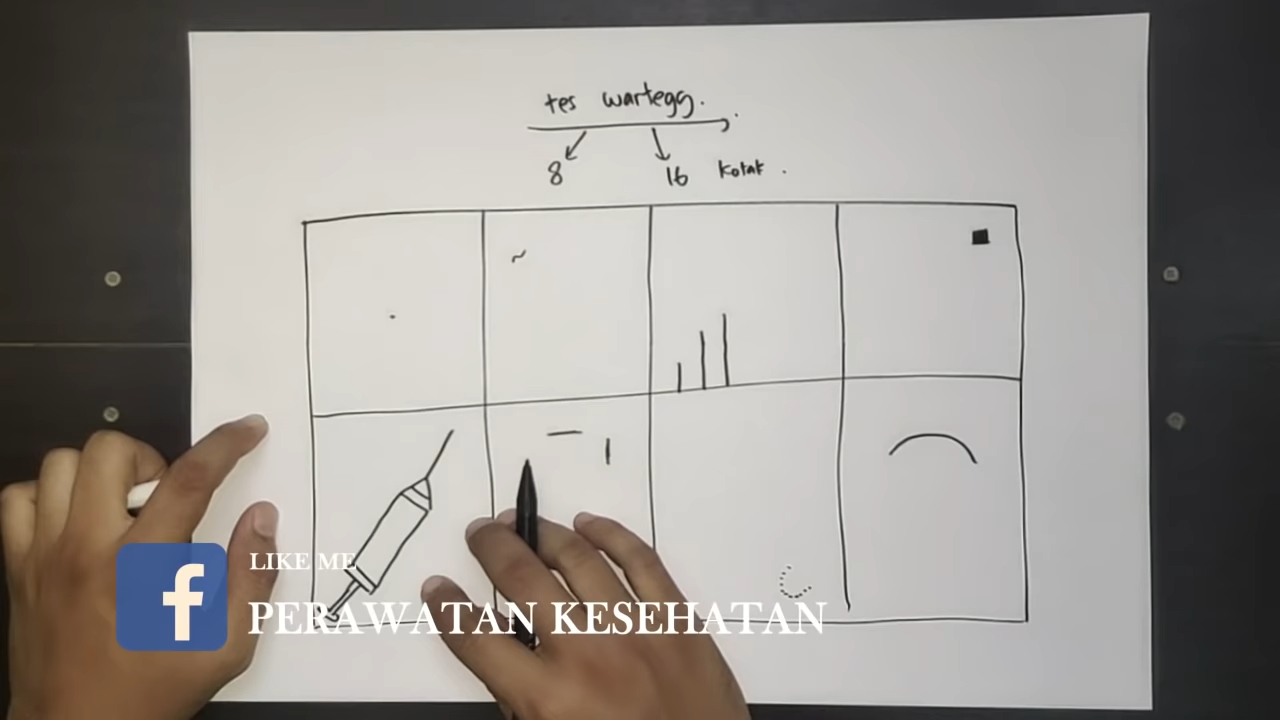 tes wartegg.
8 16 kotak.
f
LIKE ME
PERAWATAN KESEHATAN